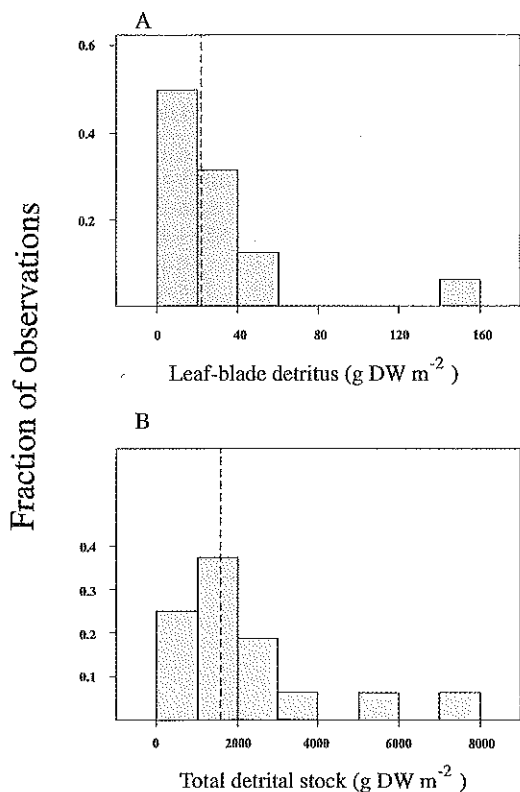 A
0.6
0.4
0.2
0 40 80 120 160
Leaf-blade detritus (g DW m⁻²)
Fraction of observations
B
0.4
0.3
0.2
0.1
0 2000 4000 6000 8000
Total detrital stock (g DW m⁻²)